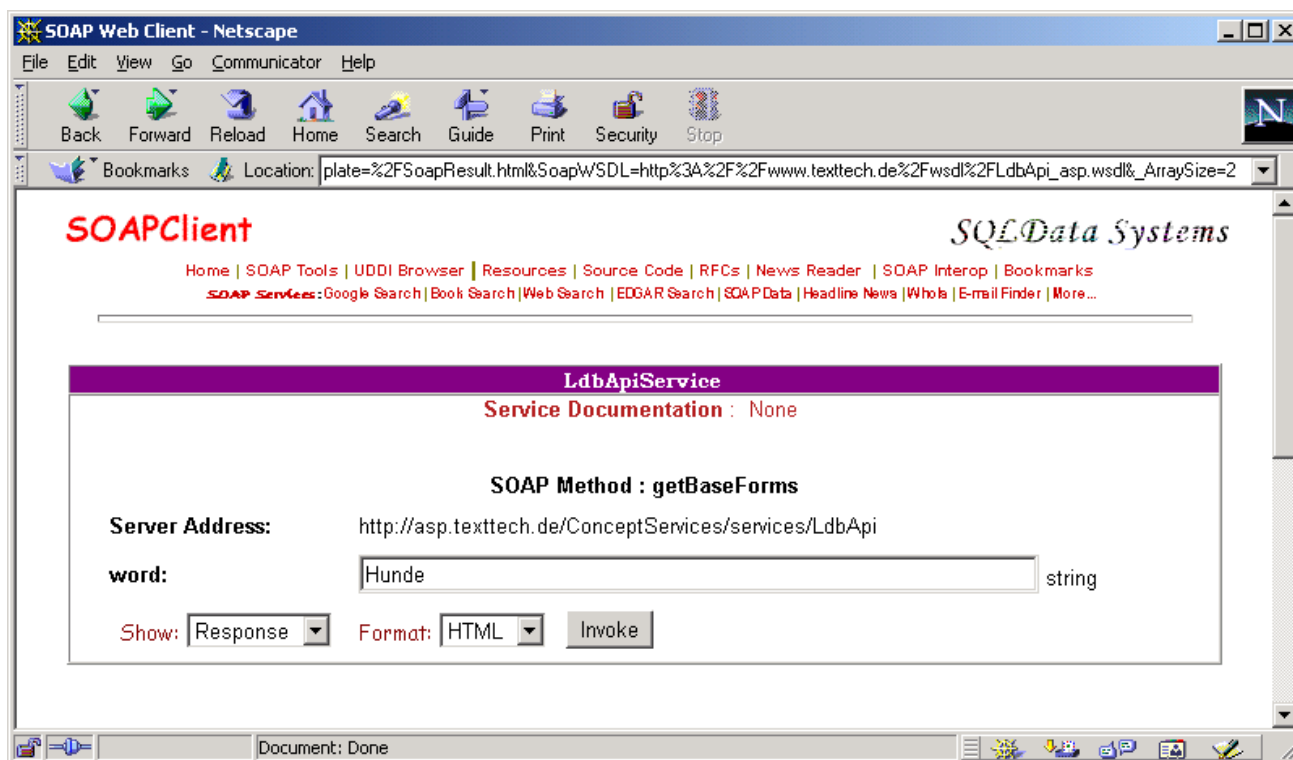 SOAP Web Client - Netscape
File Edit View Go Communicator Help
Back Forward Reload Home Search Guide Print Security Stop
N
Bookmarks Location: plate=%2FSoapResult.html&SoapWSDL=http%3A%2F%2Fwww.texttech.de%2Fwsdl%2FLdbApi_asp.wsdl&_ArraySize=2
SOAPClient SQLData Systems
Home | SOAP Tools | UDDI Browser | Resources | Source Code | RFCs | News Reader | SOAP Interop | Bookmarks
SOAP Services: Google Search | Book Search | Web Search | EDGAR Search | SOAP Data | Headline News | WhoIs | E-mail Finder | More...
LdbApiService
Service Documentation : None
SOAP Method : getBaseForms
Server Address: http://asp.texttech.de/ConceptServices/services/LdbApi
word: Hunde string
Show: Response Format: HTML Invoke
Document: Done